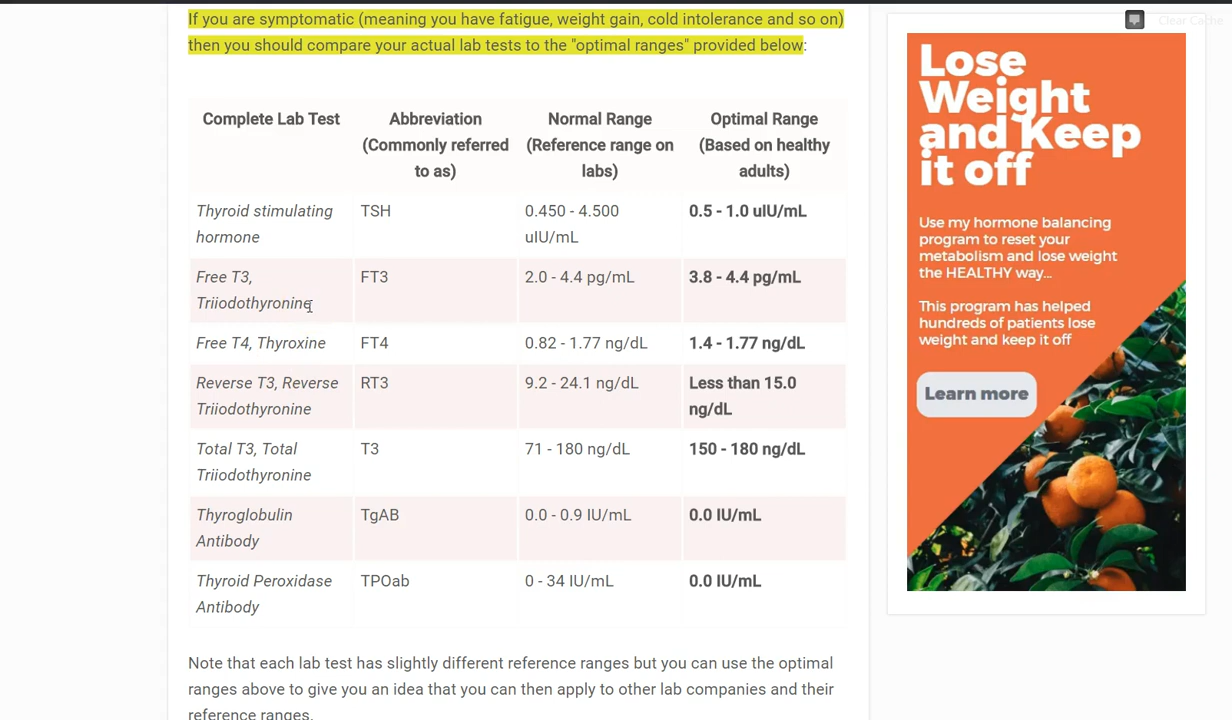 Clear Cache
If you are symptomatic (meaning you have fatigue, weight gain, cold intolerance and so on)
then you should compare your actual lab tests to the "optimal ranges" provided below:
Complete Lab Test
Abbreviation
(Commonly referred
to as)
Normal Range
(Reference range on
labs)
Optimal Range
(Based on healthy
adults)
Thyroid stimulating
hormone
TSH
0.450 - 4.500
uIU/mL
0.5 - 1.0 uIU/mL
Free T3,
Triiodothyronine
FT3
2.0 - 4.4 pg/mL
3.8 - 4.4 pg/mL
Free T4, Thyroxine
FT4
0.82 - 1.77 ng/dL
1.4 - 1.77 ng/dL
Reverse T3, Reverse
Triiodothyronine
RT3
9.2 - 24.1 ng/dL
Less than 15.0
ng/dL
Total T3, Total
Triiodothyronine
T3
71 - 180 ng/dL
150 - 180 ng/dL
Thyroglobulin
Antibody
TgAB
0.0 - 0.9 IU/mL
0.0 IU/mL
Thyroid Peroxidase
Antibody
TPOab
0 - 34 IU/mL
0.0 IU/mL
Note that each lab test has slightly different reference ranges but you can use the optimal
ranges above to give you an idea that you can then apply to other lab companies and their
reference ranges.
Lose
Weight
and Keep
it off
Use my hormone balancing
program to reset your
metabolism and lose weight
the HEALTHY way...
This program has helped
hundreds of patients lose
weight and keep it off
Learn more